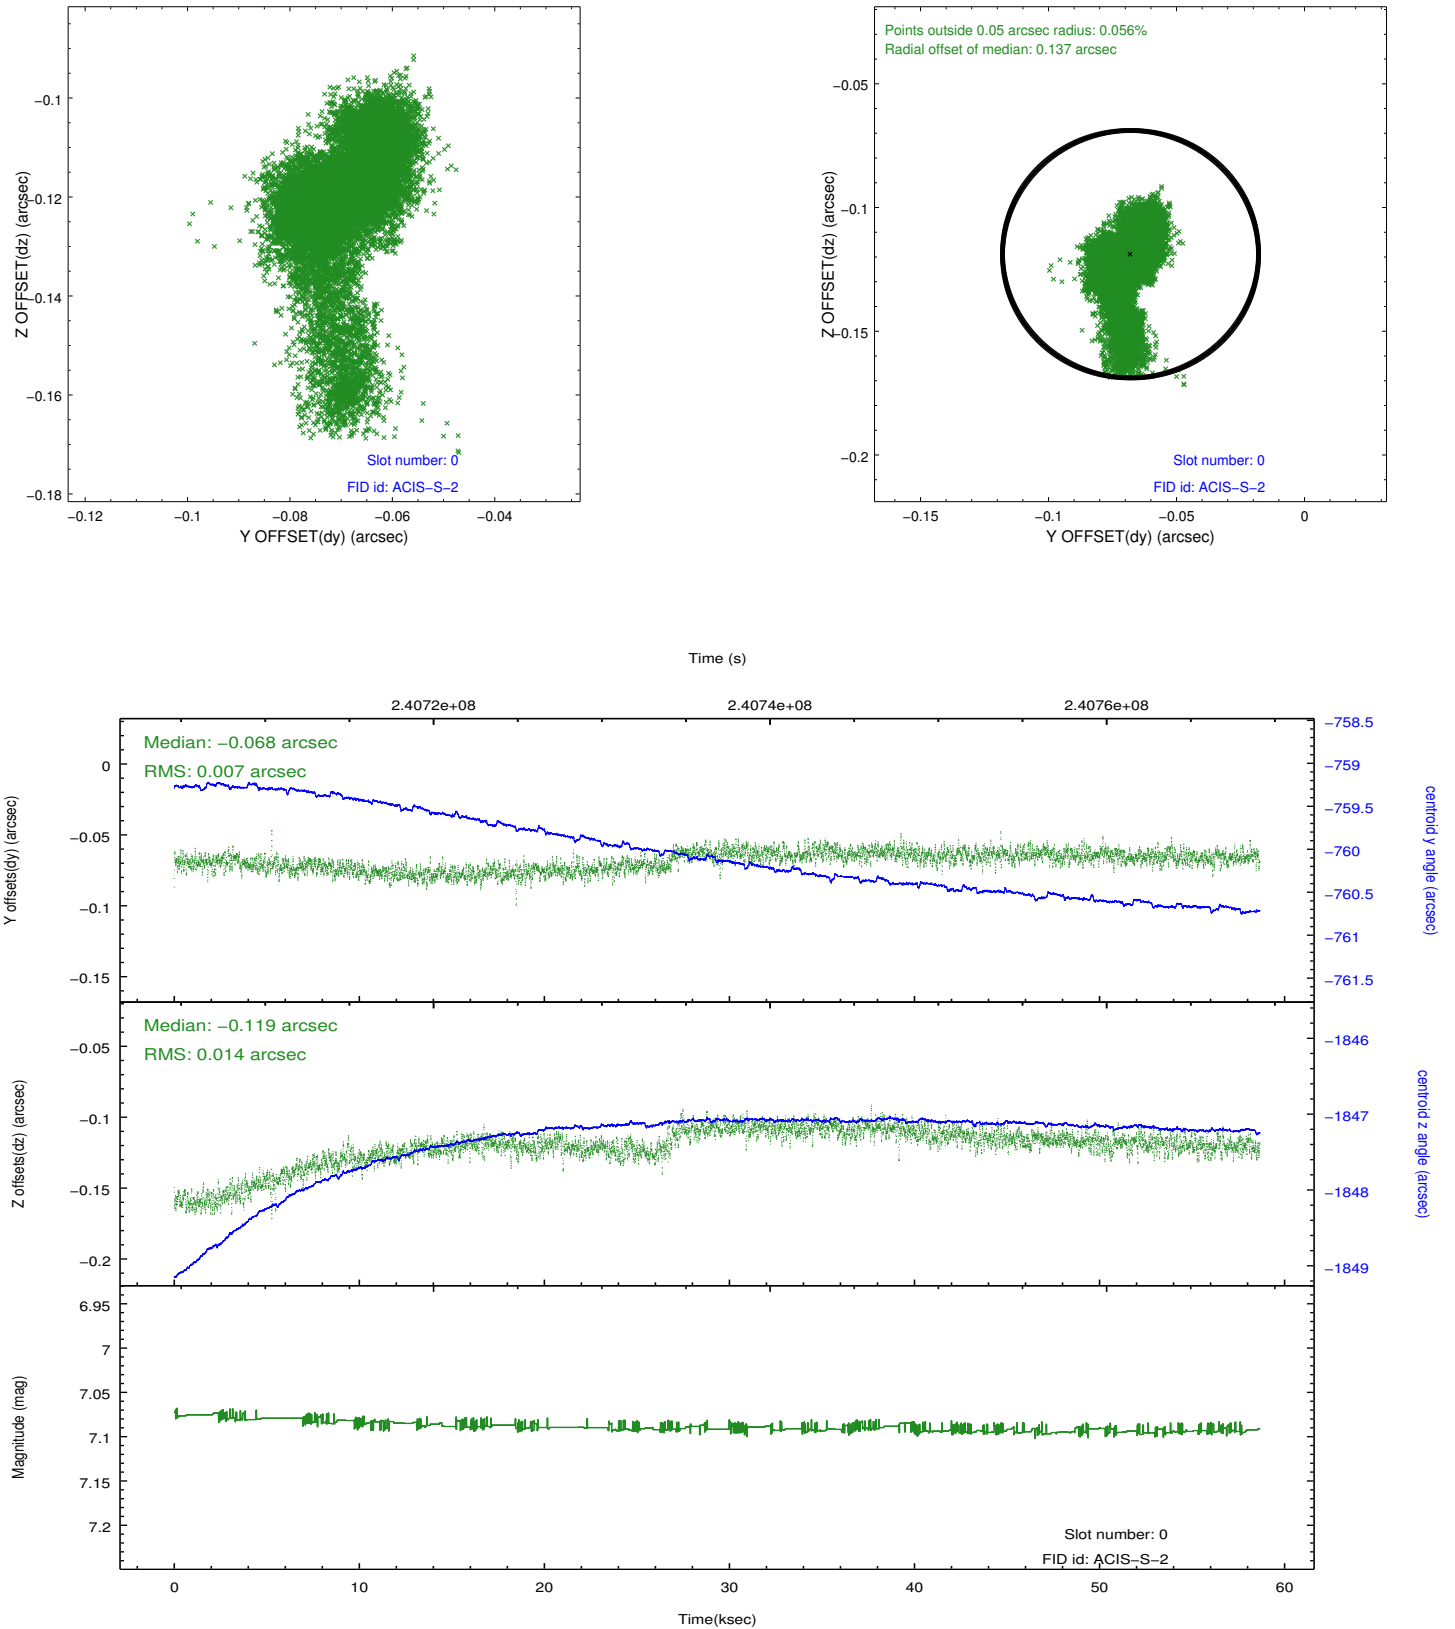 −0.1
−0.12
−0.14
−0.16
−0.18
Z OFFSET(dz) (arcsec)
Slot number: 0
FID id: ACIS−S−2
−0.12
−0.1
−0.08
−0.06
−0.04
Y OFFSET(dy) (arcsec)
Points outside 0.05 arcsec radius: 0.056%
Radial offset of median: 0.137 arcsec
−0.05
−0.1
−0.15
−0.2
Z OFFSET(dz) (arcsec)
Slot number: 0
FID id: ACIS−S−2
−0.15
−0.1
−0.05
0
Y OFFSET(dy) (arcsec)
Time (s)
2.4072e+08
2.4074e+08
2.4076e+08
Median: −0.068 arcsec
RMS: 0.007 arcsec
0
−0.05
−0.1
−0.15
Y offsets(dy) (arcsec)
−758.5
−759
−759.5
−760
−760.5
−761
−761.5
centroid y angle (arcsec)
Median: −0.119 arcsec
RMS: 0.014 arcsec
−0.05
−0.1
−0.15
−0.2
Z offsets(dz) (arcsec)
−1846
−1847
−1848
−1849
centroid z angle (arcsec)
6.95
7
7.05
7.1
7.15
7.2
Magnitude (mag)
Slot number: 0
FID id: ACIS−S−2
0
10
20
30
40
50
60
Time(ksec)